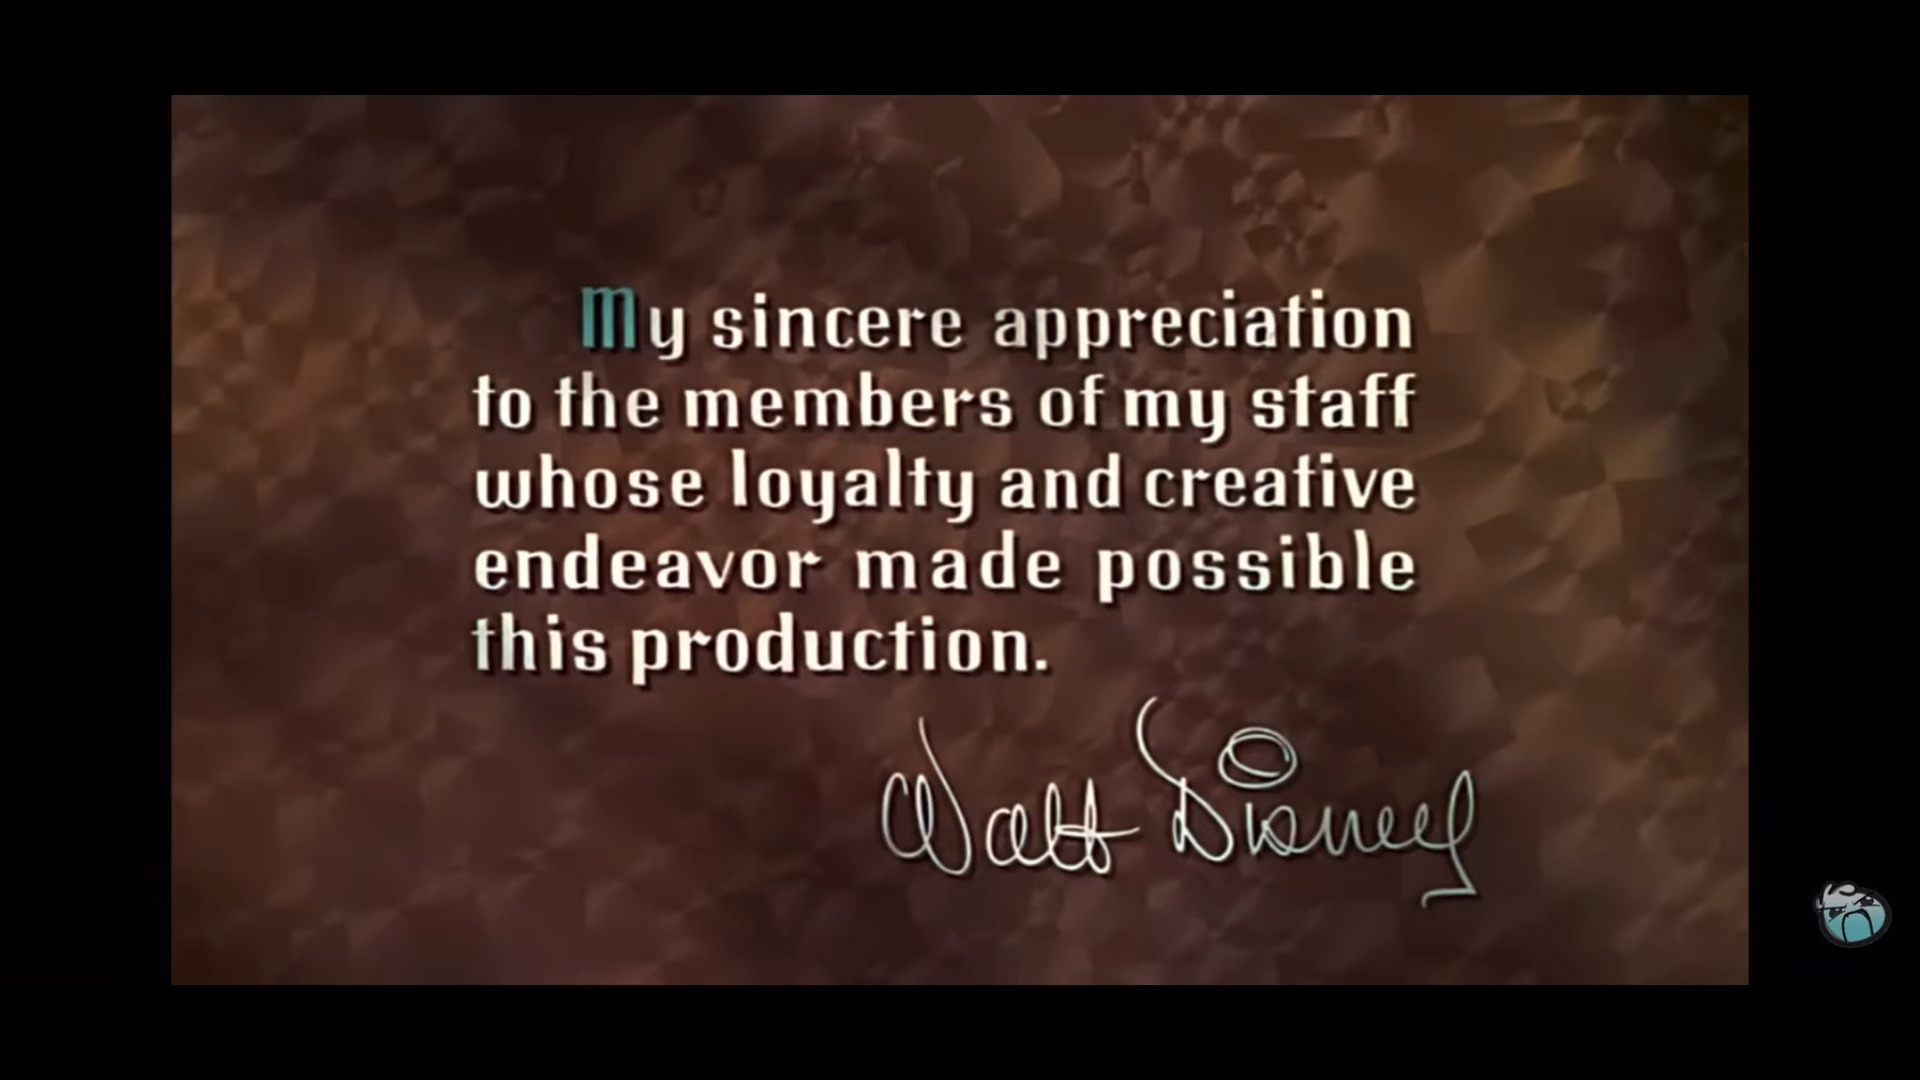 My sincere appreciation
to the members of my staff
whose loyalty and creative
endeavor made possible
this production.
Walt Disney